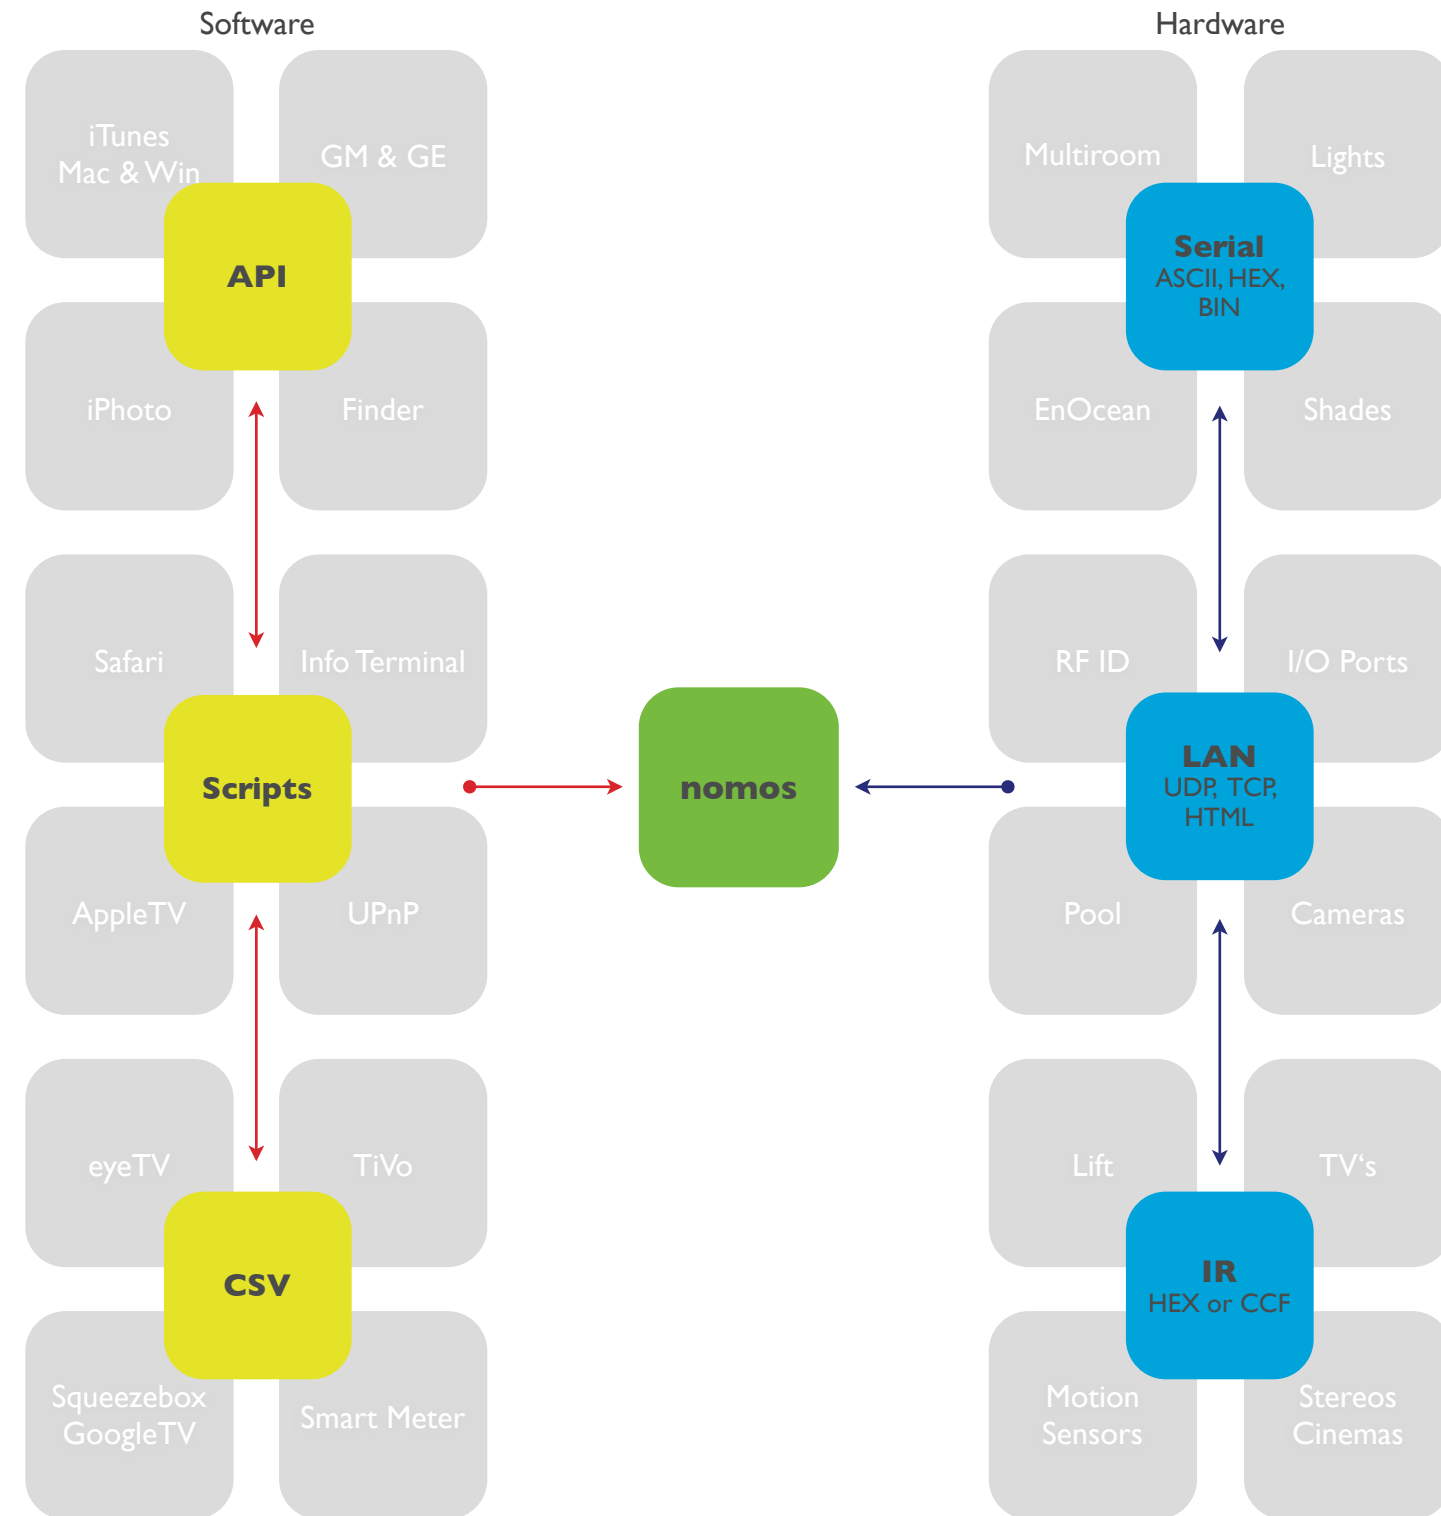 Software
Hardware
iTunes
Mac & Win
GM & GE
API
iPhoto
Finder
Safari
Info Terminal
Scripts
AppleTV
UPnP
eyeTV
TiVo
CSV
Squeezebox
GoogleTV
Smart Meter
nomos
Multiroom
Lights
Serial
ASCII, HEX,
BIN
EnOcean
Shades
RF ID
I/O Ports
LAN
UDP, TCP,
HTML
Pool
Cameras
Lift
TV‘s
IR
HEX or CCF
Motion
Sensors
Stereos
Cinemas